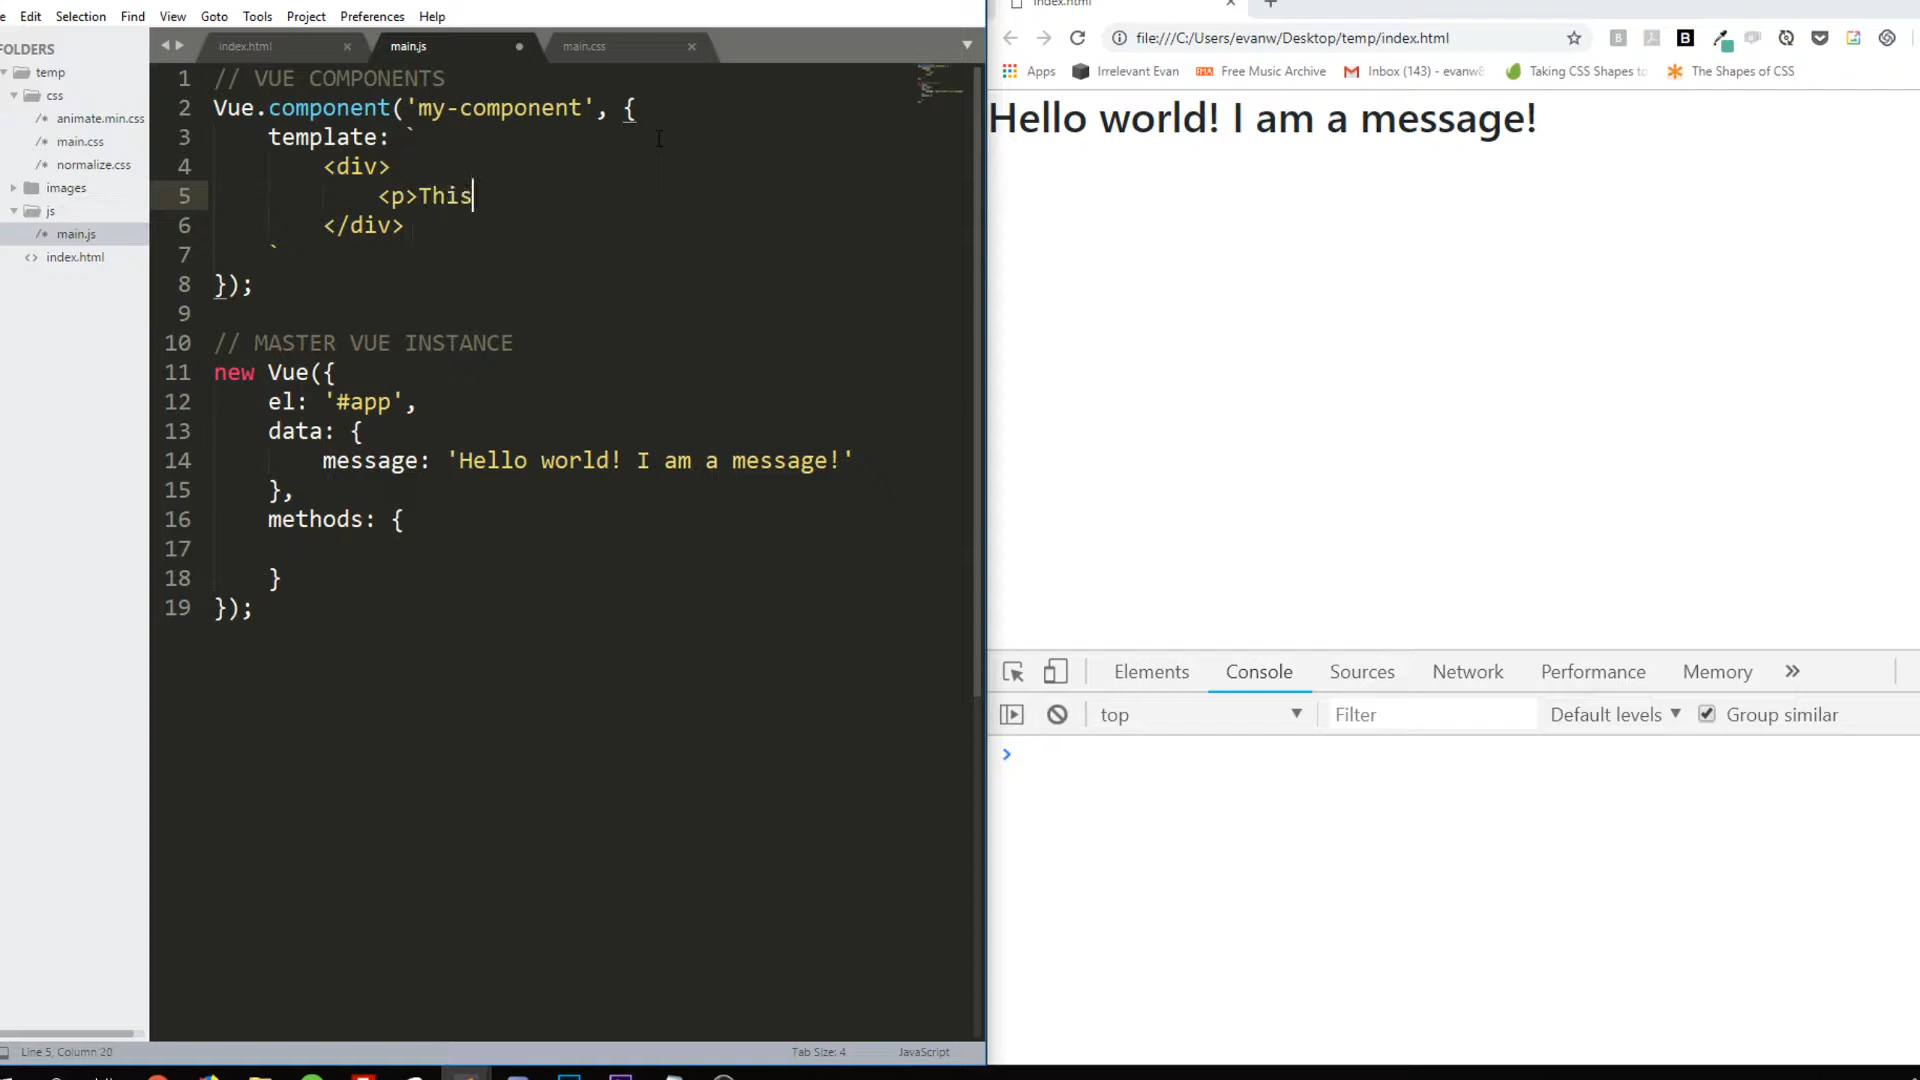 Edit Selection Find View Goto Tools Project Preferences Help
FOLDERS
temp
css
animate.min.css
main.css
normalize.css
images
js
main.js
index.html
index.html main.js main.css
1 // VUE COMPONENTS
2 Vue.component('my-component', {
3 template: `
4 <div>
5 <p>This
6 </div>
7 `
8 });
9
10 // MASTER VUE INSTANCE
11 new Vue({
12 el: '#app',
13 data: {
14 message: 'Hello world! I am a message!'
15 },
16 methods: {
17
18 }
19 });
Line 5, Column 20 Tab Size: 4 JavaScript
index.html
file:///C:/Users/evanw/Desktop/temp/index.html
Apps Irrelevant Evan Free Music Archive Inbox (143) - evanw8 Taking CSS Shapes to The Shapes of CSS
Hello world! I am a message!
Elements Console Sources Network Performance Memory
top Filter Default levels Group similar